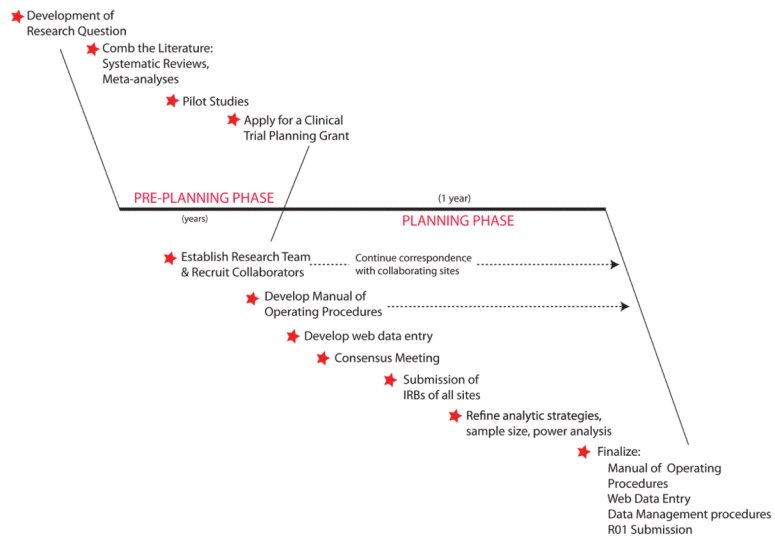 Development of
Research Question
Comb the Literature:
Systematic Reviews,
Meta-analyses
Pilot Studies
Apply for a Clinical
Trial Planning Grant
PRE-PLANNING PHASE
(years)
(1 year)
PLANNING PHASE
Establish Research Team
& Recruit Collaborators
Continue correspondence
with collaborating sites
Develop Manual of
Operating Procedures
Develop web data entry
Consensus Meeting
Submission of
IRBs of all sites
Refine analytic strategies,
sample size, power analysis
Finalize:
Manual of Operating
Procedures
Web Data Entry
Data Management procedures
R01 Submission